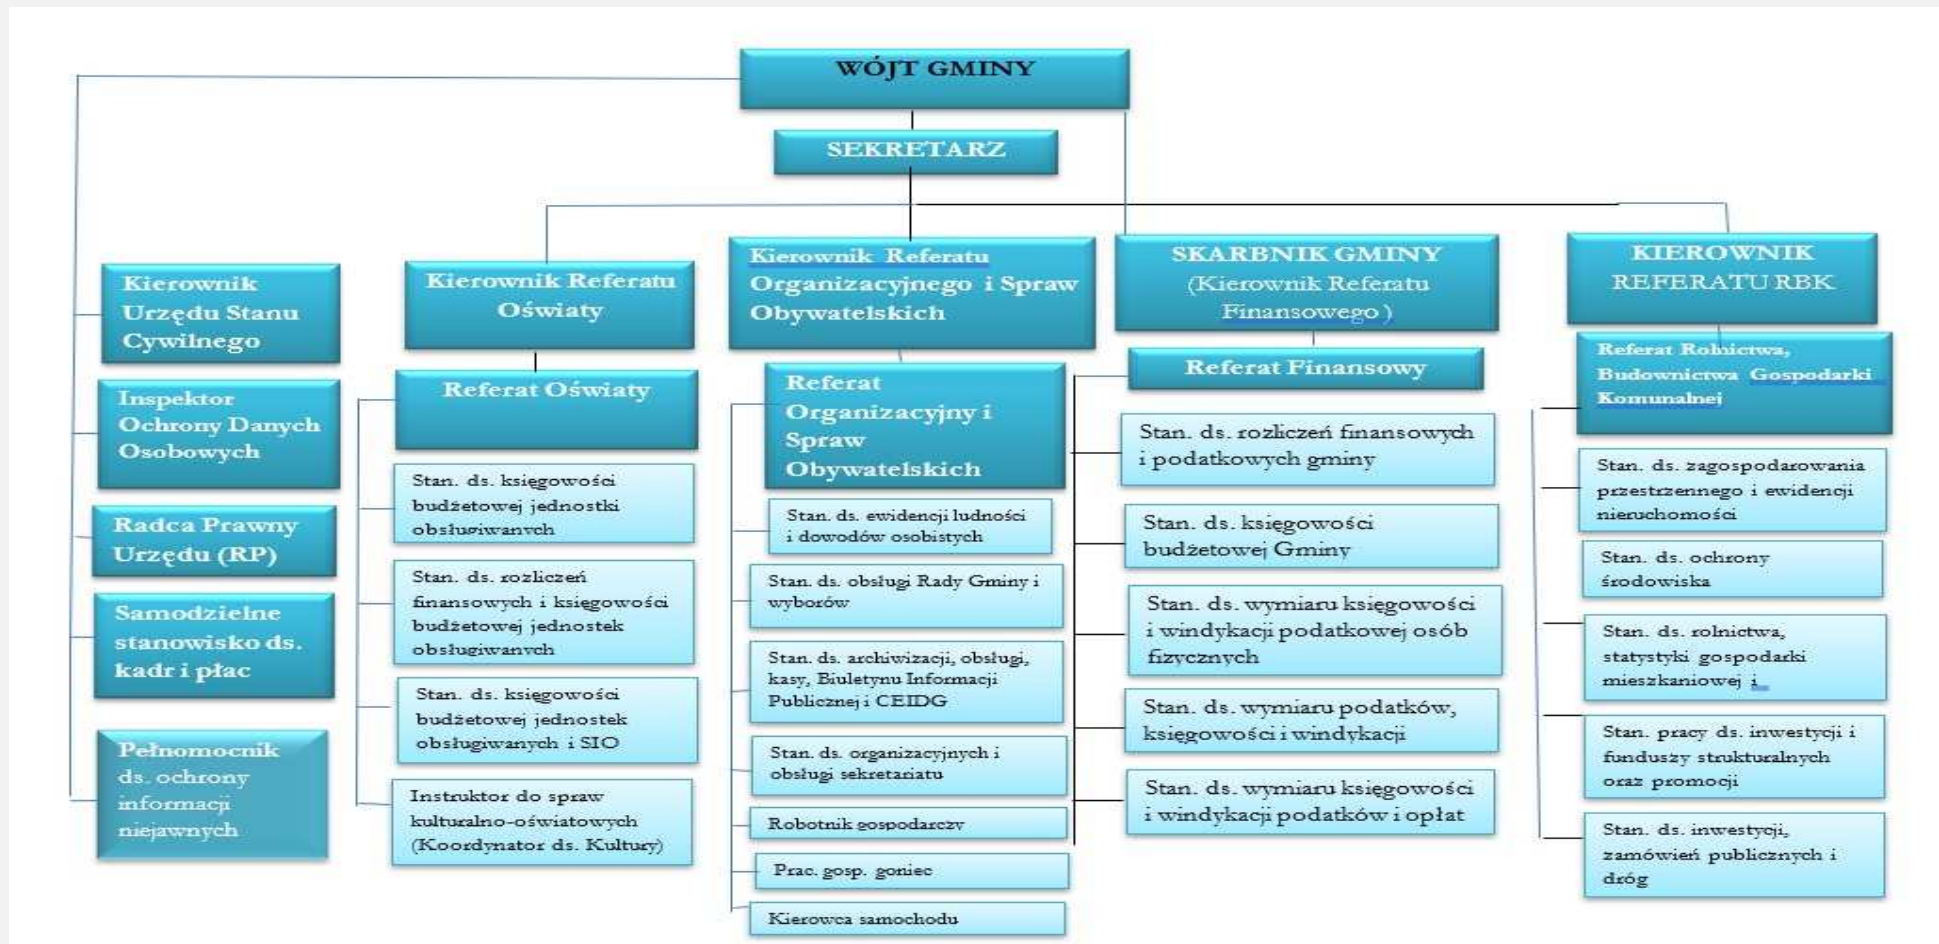 WÓJT GMINY
SEKRETARZ
Kierownik
Urzędu Stanu
Cywilnego
Inspektor
Ochrony Danych
Osobowych
Radca Prawny
Urzędu (RP)
Samodzielne
stanowisko ds.
kadr i płac
Pełnomocnik
ds. ochrony
informacji
niejawnych
Kierownik Referatu
Oświaty
Referat Oświaty
Stan. ds. księgowości
budżetowej jednostki
obsługiwanych
Stan. ds. rozliczeń
finansowych i księgowości
budżetowej jednostek
obsługiwanych
Stan. ds. księgowości
budżetowej jednostek
obsługiwanych i SIO
Instruktor do spraw
kulturalno-oświatowych
(Koordynator ds. Kultury)
Kierownik Referatu
Organizacyjnego i Spraw
Obywatelskich
Referat
Organizacyjny i
Spraw
Obywatelskich
Stan. ds. ewidencji ludności
i dowodów osobistych
Stan. ds. obsługi Rady Gminy i
wyborów
Stan. ds. archiwizacji, obsługi,
kasy, Biuletynu Informacji
Publicznej i CEIDG
Stan. ds. organizacyjnych i
obsługi sekretariatu
Robotnik gospodarczy
Prac. gosp. goniec
Kierowca samochodu
SKARBNIK GMINY
(Kierownik Referatu
Finansowego )
Referat Finansowy
Stan. ds. rozliczeń finansowych
i podatkowych gminy
Stan. ds. księgowości
budżetowej Gminy
Stan. ds. wymiaru księgowości
i windykacji podatkowej osób
fizycznych
Stan. ds. wymiaru podatków,
księgowości i windykacji
Stan. ds. wymiaru księgowości
i windykacji podatków i opłat
KIEROWNIK
REFERATU RBK
Referat Rolnictwa,
Budownictwa Gospodarki
Komunalnej
Stan. ds. zagospodarowania
przestrzennego i ewidencji
nieruchomości
Stan. ds. ochrony
środowiska
Stan. ds. rolnictwa,
statystyki gospodarki
mieszkaniowej i
Stan. pracy ds. inwestycji i
funduszy strukturalnych
oraz promocji
Stan. ds. inwestycji,
zamówień publicznych i
dróg